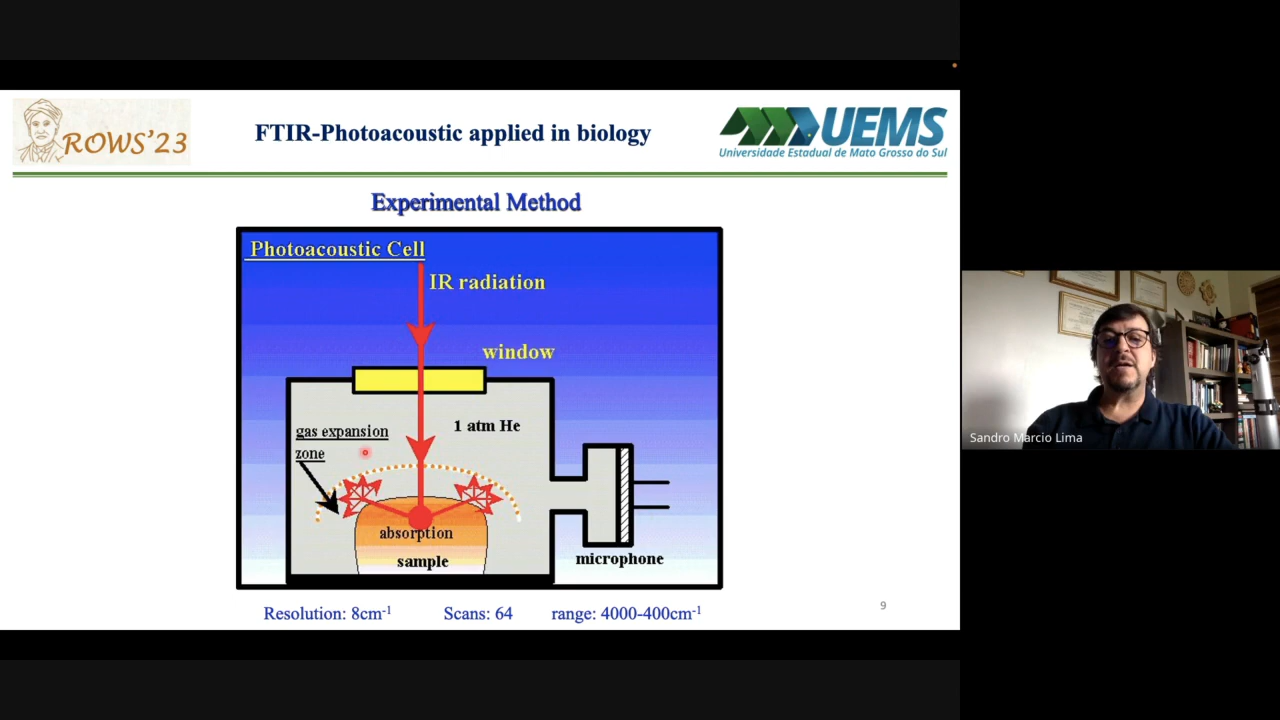 ROWS'23
FTIR-Photoacoustic applied in biology
UEMS
Universidade Estadual de Mato Grosso do Sul
Experimental Method
Photoacoustic Cell
IR radiation
window
1 atm He
gas expansion
zone
absorption
sample
microphone
Resolution: 8cm⁻¹ Scans: 64 range: 4000-400cm⁻¹
9
Sandro Marcio Lima